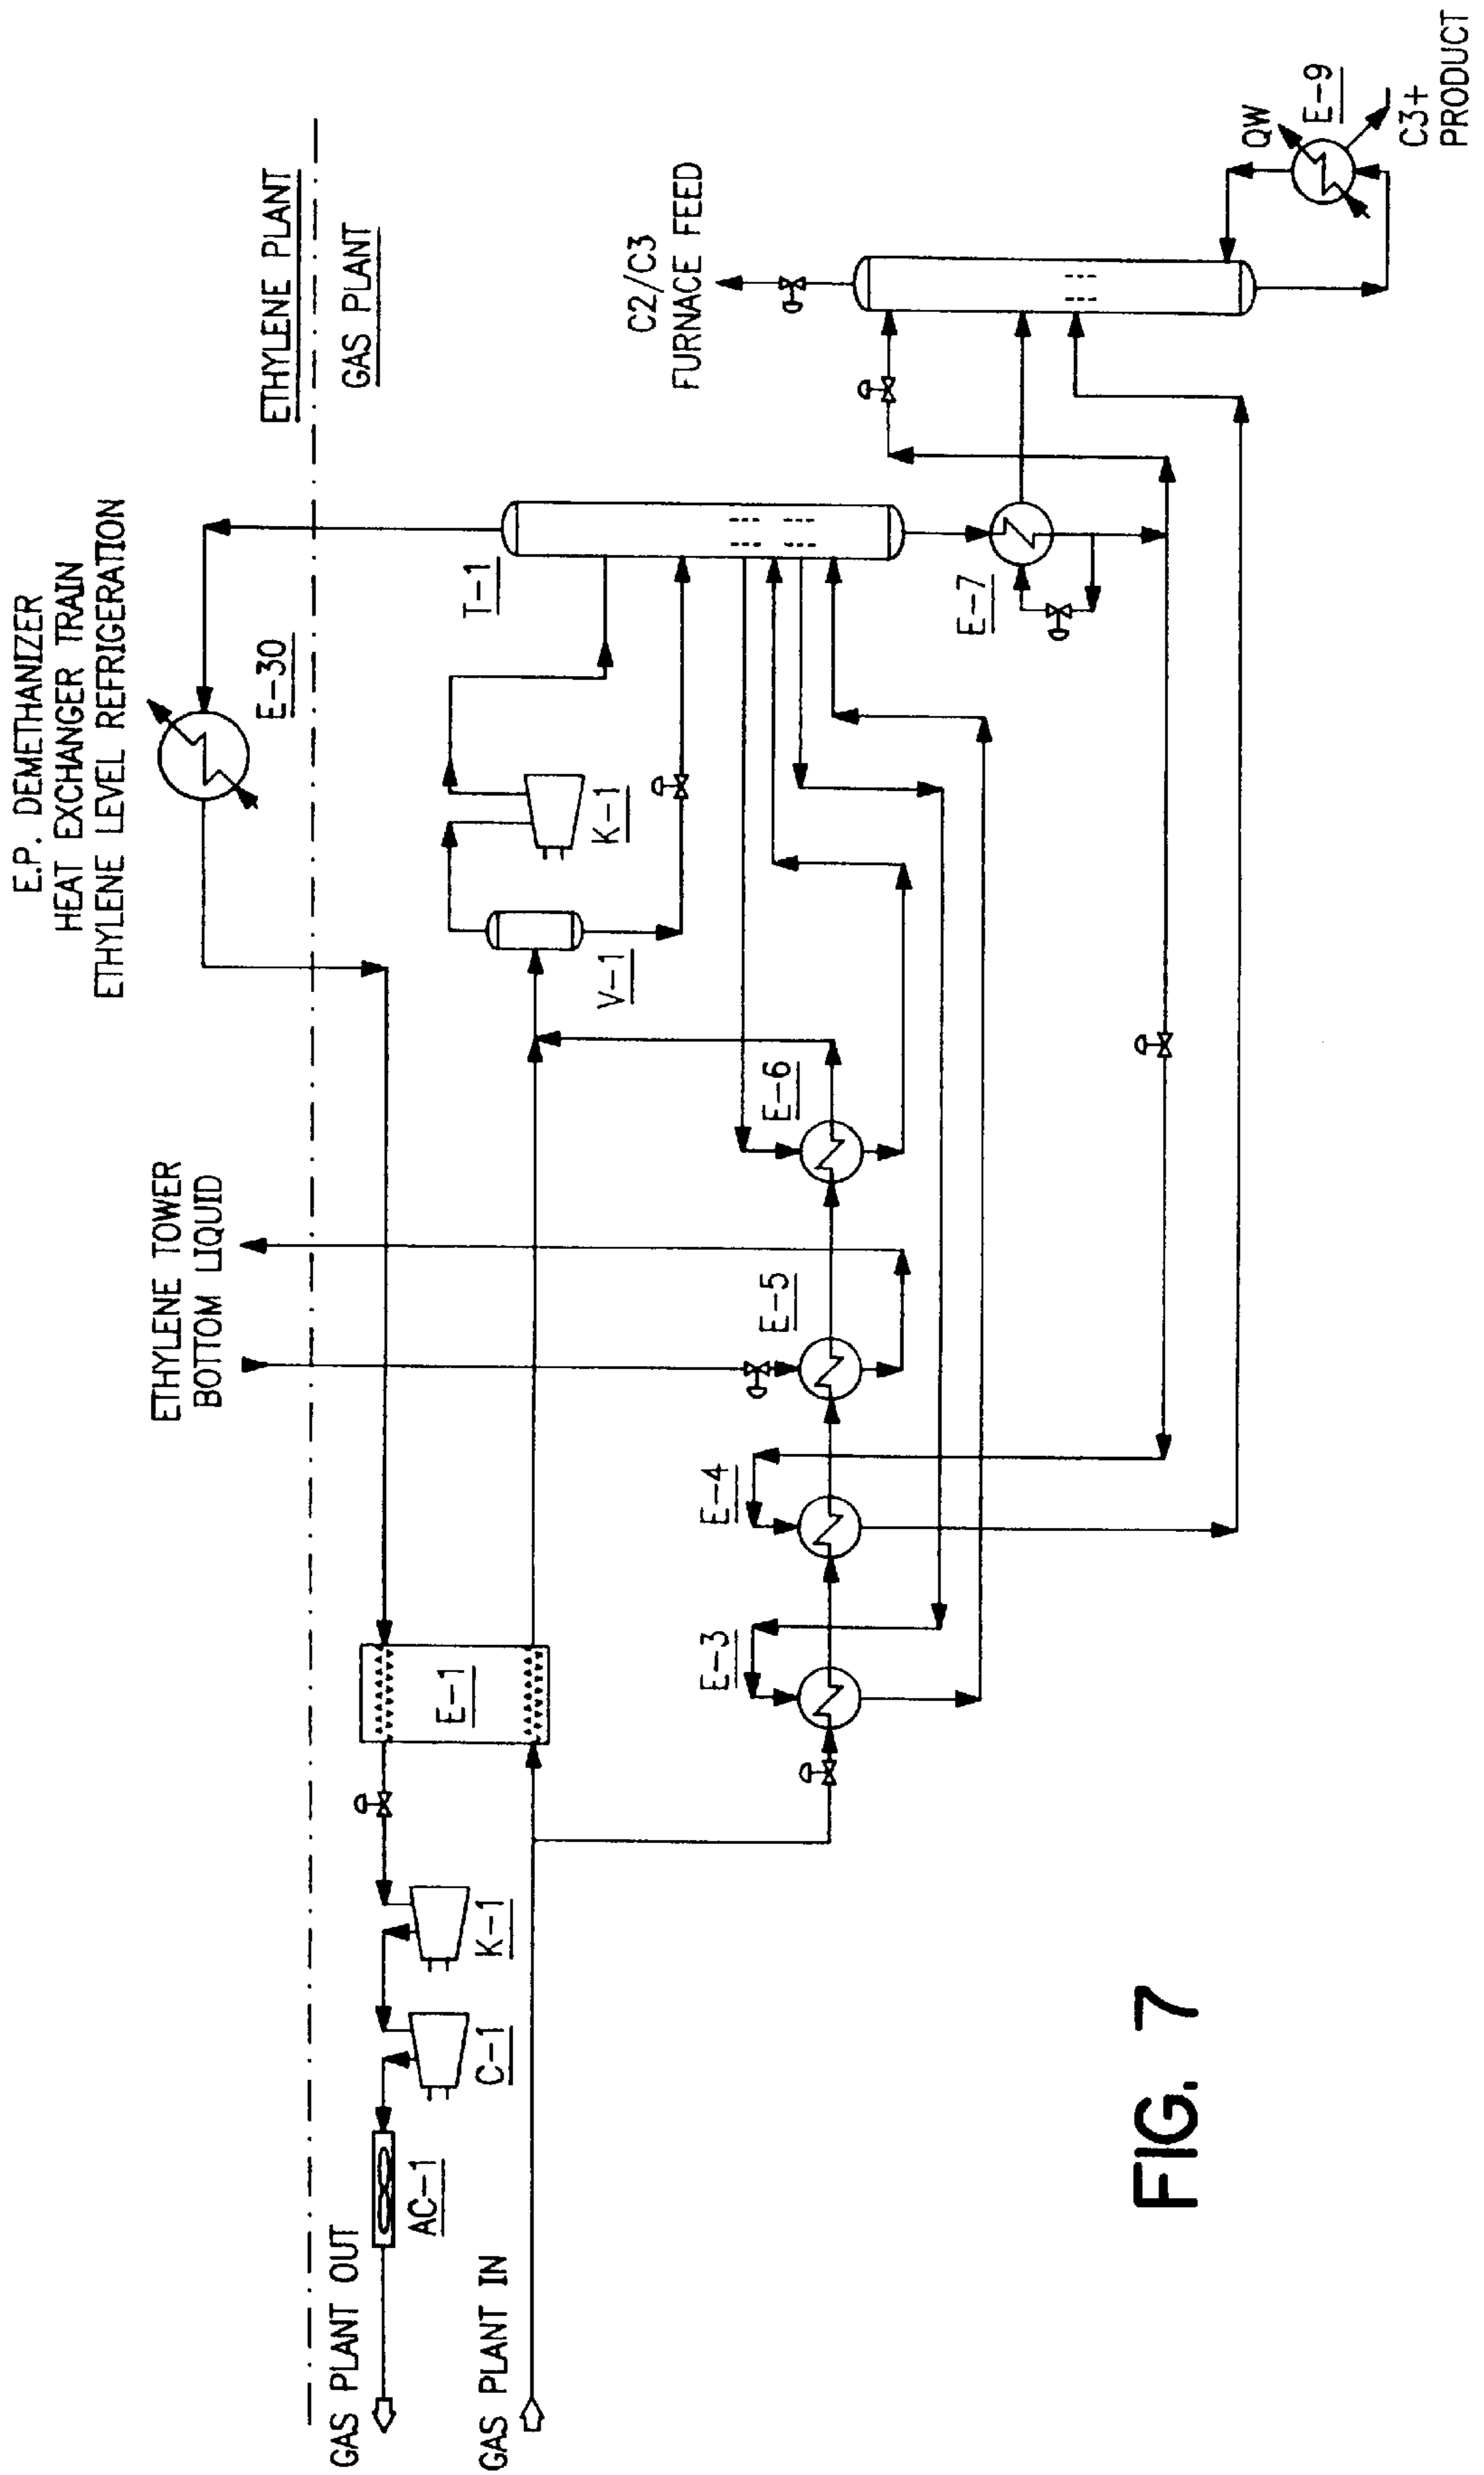 E.P. DEMETHANIZER
HEAT EXCHANGER TRAIN
ETHYLENE LEVEL REFRIGERATION
E-30
ETHYLENE TOWER
BOTTOM LIQUID
ETHYLENE PLANT
GAS PLANT
GAS PLANT OUT
AC-1
C-1
K-1
E-1
GAS PLANT IN
V-1
K-1
T-1
C2/C3
FURNACE FEED
E-3
E-4
E-5
E-6
E-7
QW
E-9
C3+
PRODUCT
FIG. 7